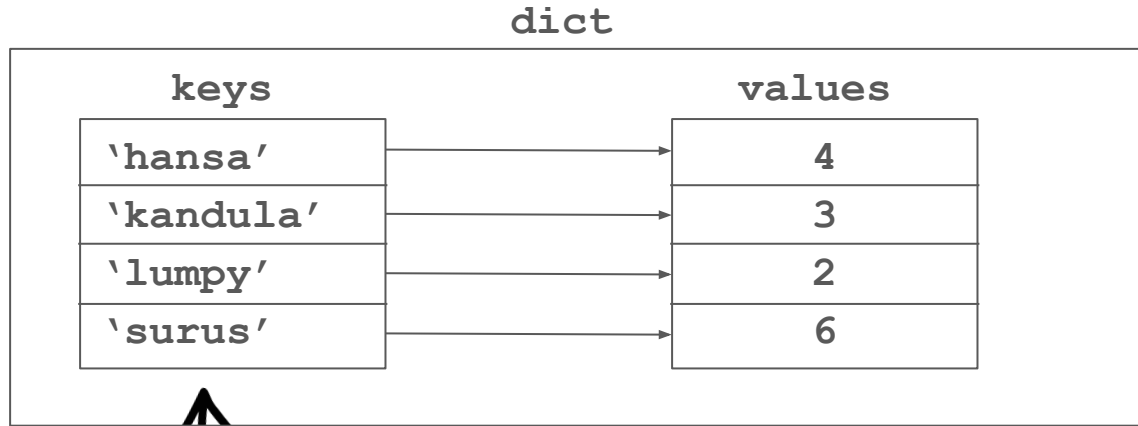 dict
keys values
‘hansa’ 4
‘kandula’ 3
‘lumpy’ 2
‘surus’ 6